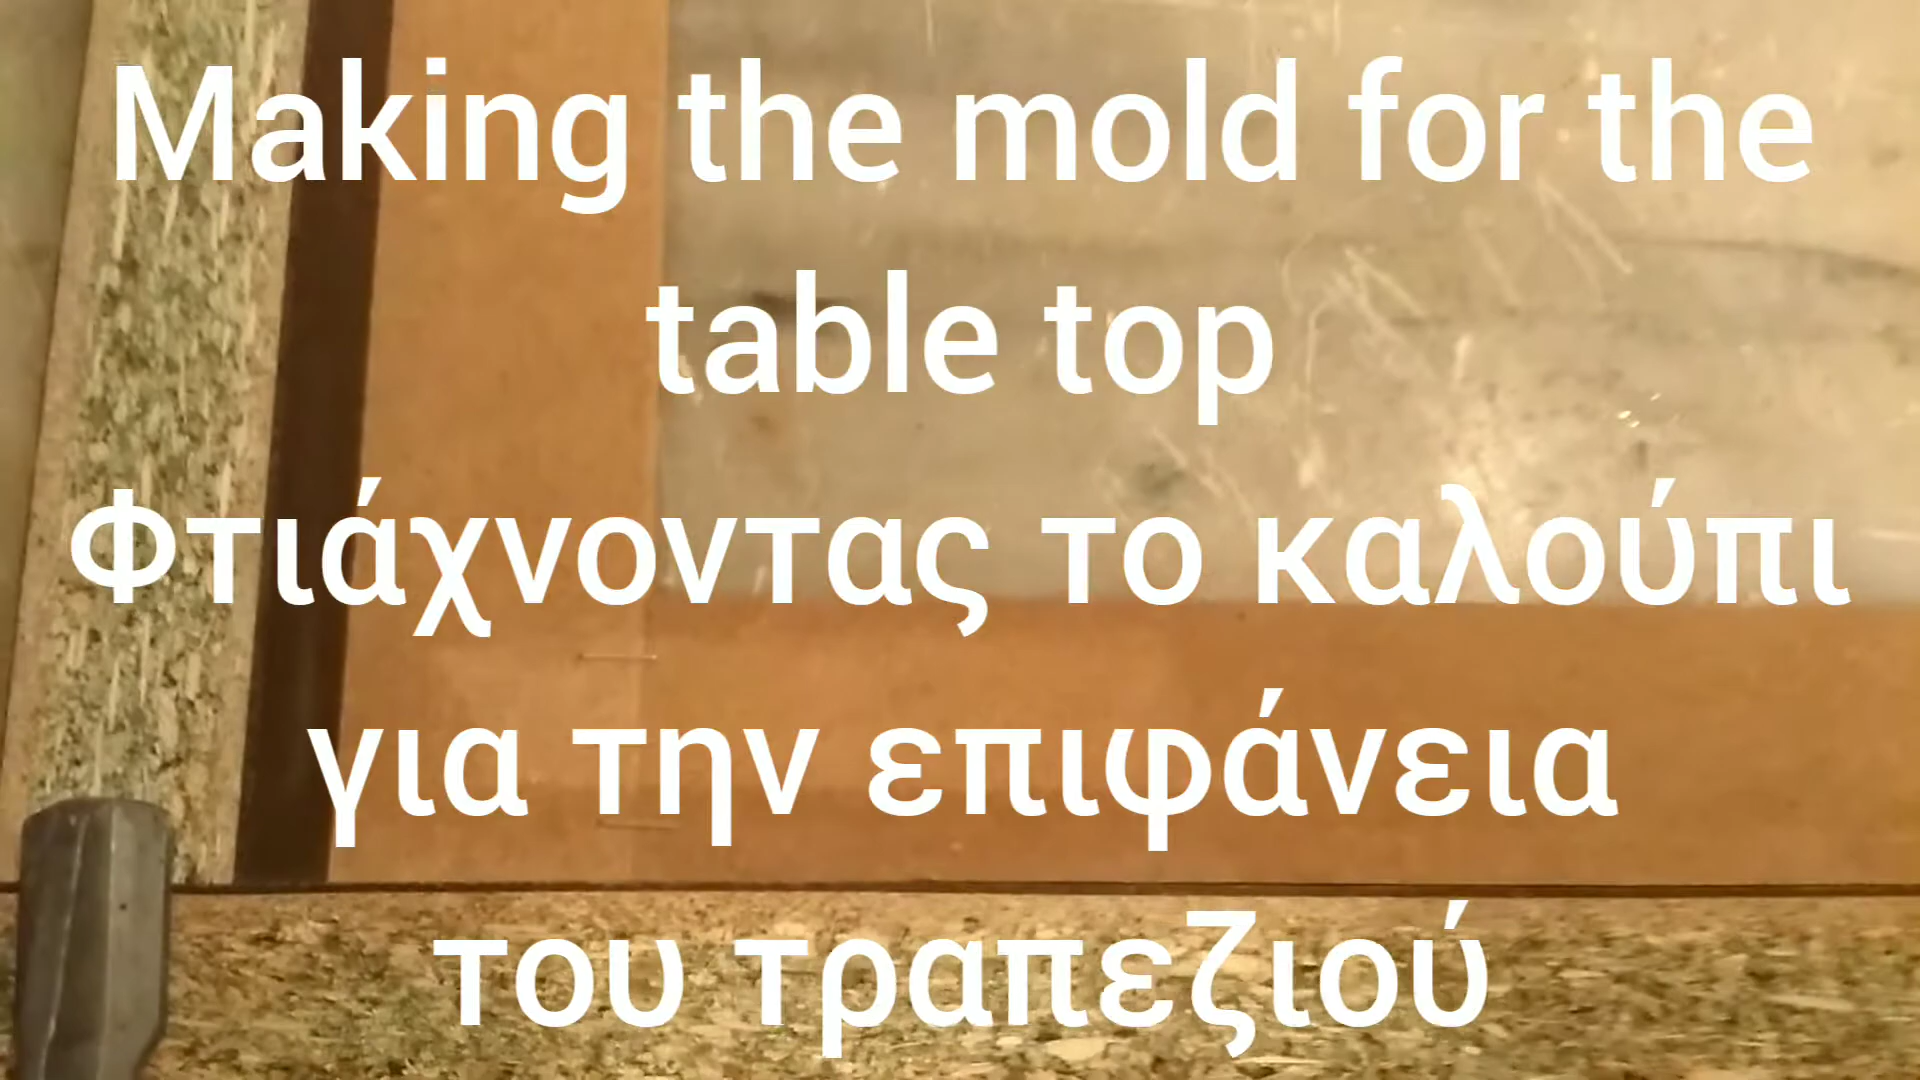 Making the mold for the
table top
Φτιάχνοντας το καλούπι
για την επιφάνεια
του τραπεζιού